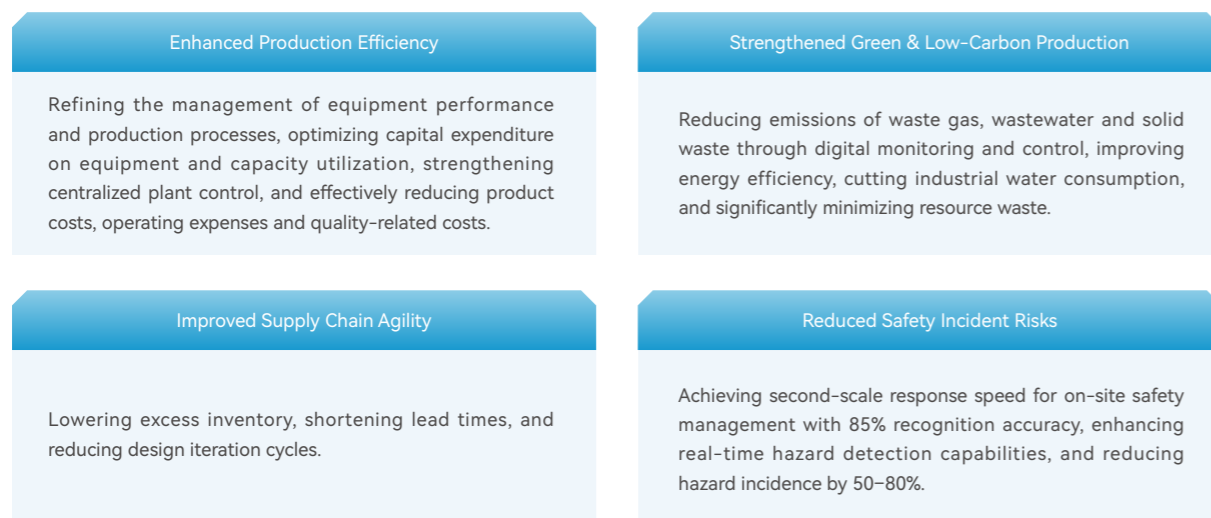 Enhanced Production Efficiency
Refining the management of equipment performance
and production processes, optimizing capital expenditure
on equipment and capacity utilization, strengthening
centralized plant control, and effectively reducing product
costs, operating expenses and quality-related costs.
Strengthened Green & Low-Carbon Production
Reducing emissions of waste gas, wastewater and solid
waste through digital monitoring and control, improving
energy efficiency, cutting industrial water consumption,
and significantly minimizing resource waste.
Improved Supply Chain Agility
Lowering excess inventory, shortening lead times, and
reducing design iteration cycles.
Reduced Safety Incident Risks
Achieving second-scale response speed for on-site safety
management with 85% recognition accuracy, enhancing
real-time hazard detection capabilities, and reducing
hazard incidence by 50–80%.